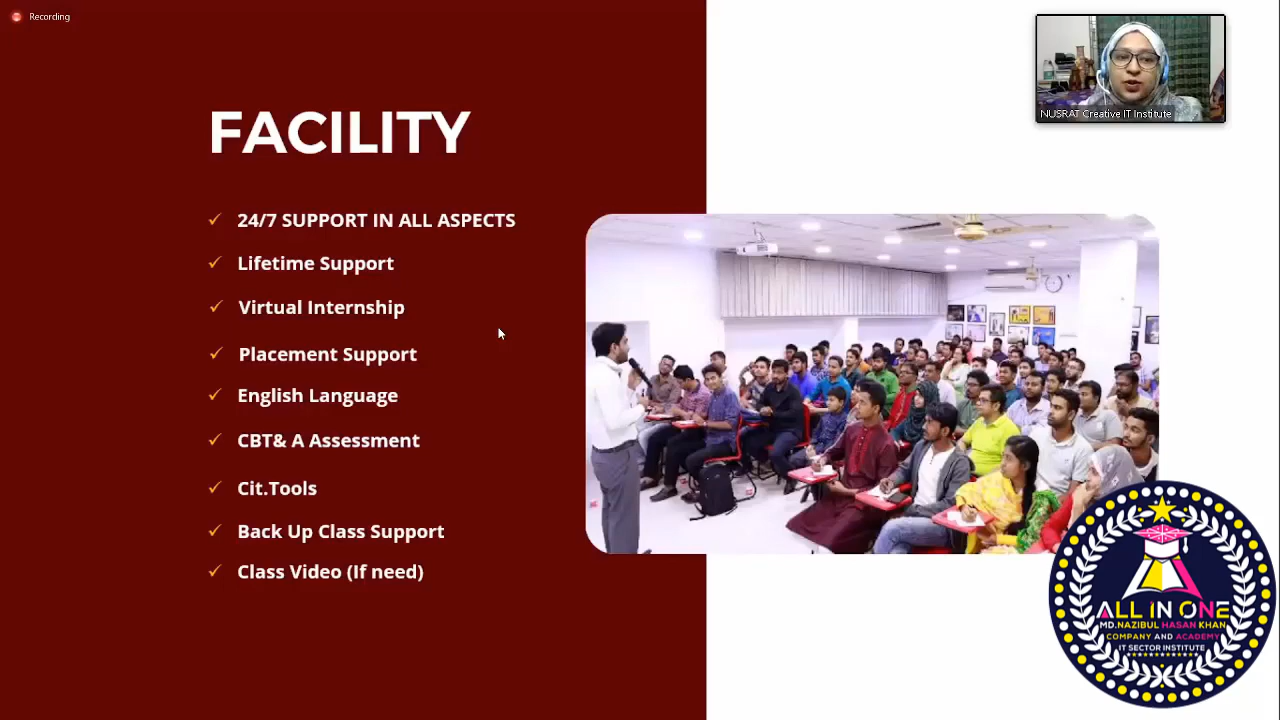 Recording
NUSRAT Creative IT Institute
FACILITY
24/7 SUPPORT IN ALL ASPECTS
Lifetime Support
Virtual Internship
Placement Support
English Language
CBT& A Assessment
Cit.Tools
Back Up Class Support
Class Video (If need)
ALL IN ONE
MD.NAZIBUL HASAN KHAN
COMPANY AND ACADEMY
IT SECTOR INSTITUTE